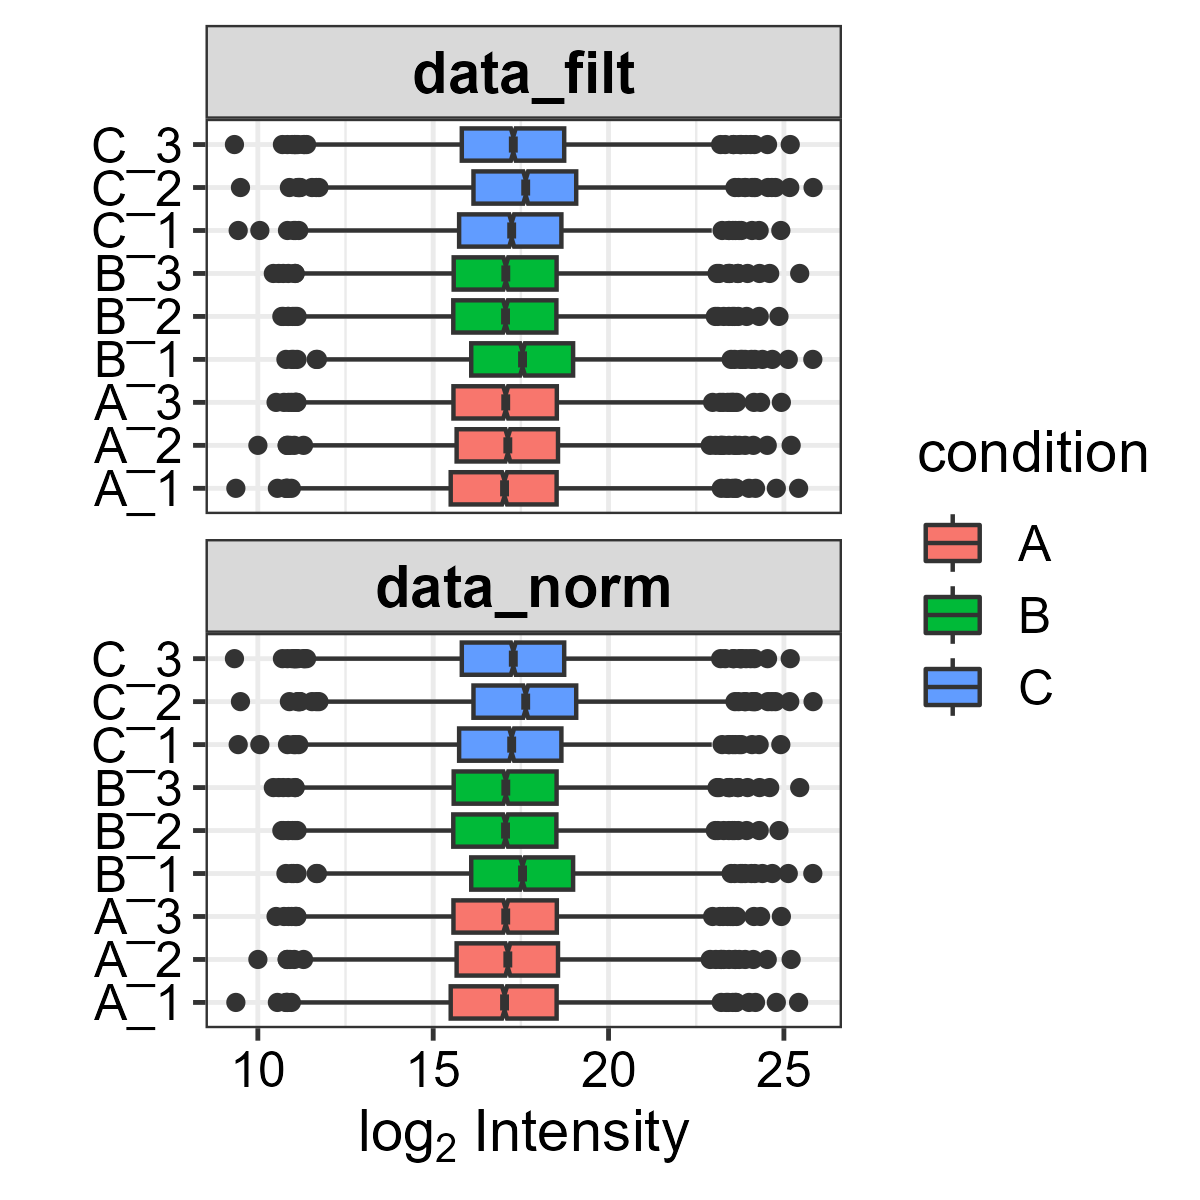 data_filt
C_3
C_2
C_1
B_3
B_2
B_1
A_3
A_2
A_1
data_norm
C_3
C_2
C_1
B_3
B_2
B_1
A_3
A_2
A_1
10 15 20 25
log₂ Intensity
condition
A
B
C